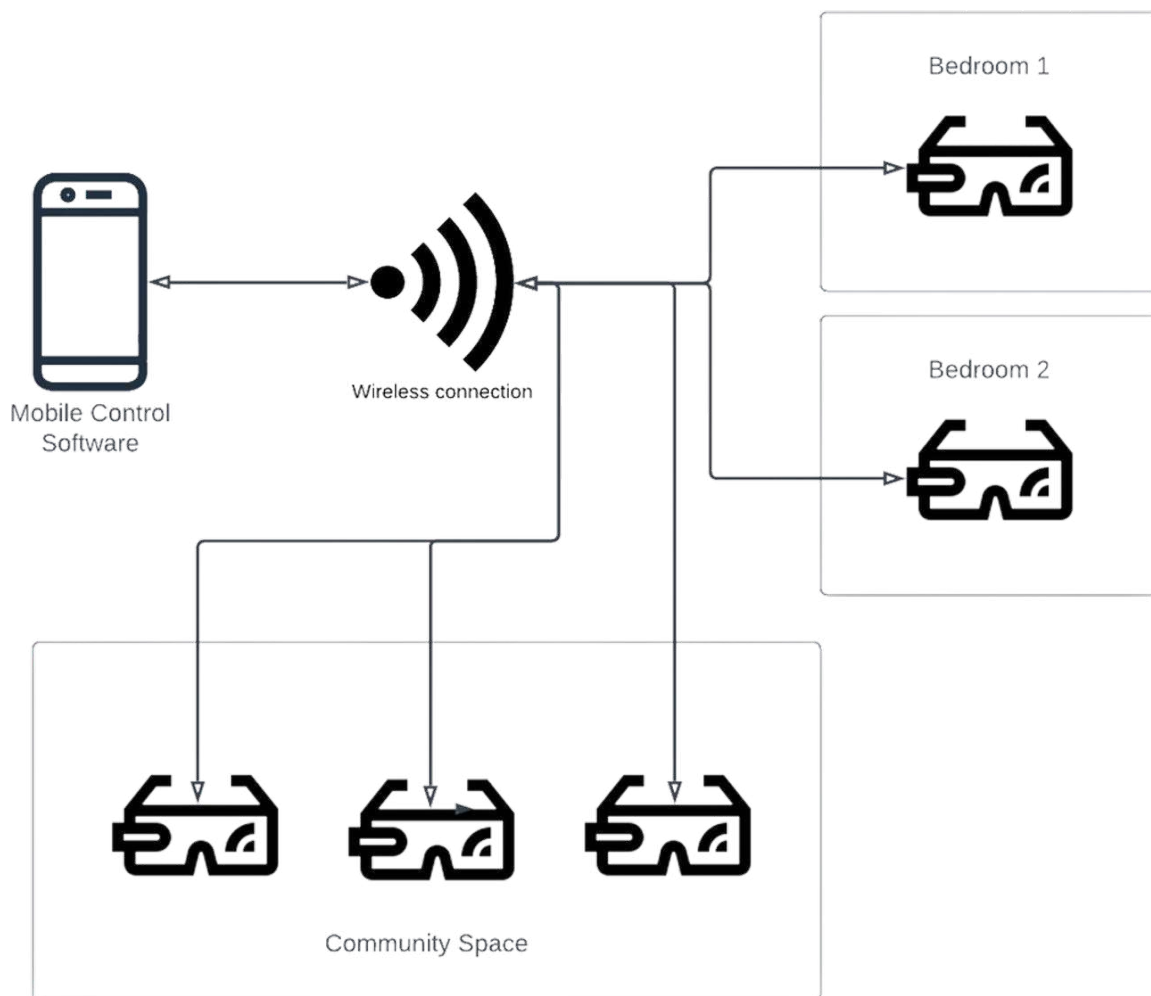 Bedroom 1
Wireless connection
Bedroom 2
Mobile Control
Software
Community Space